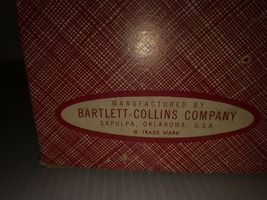 MANUFACTURED BY
BARTLETT-COLLINS COMPANY
SAPULPA, OKLAHOMA, U.S.A.
TRADE MARK